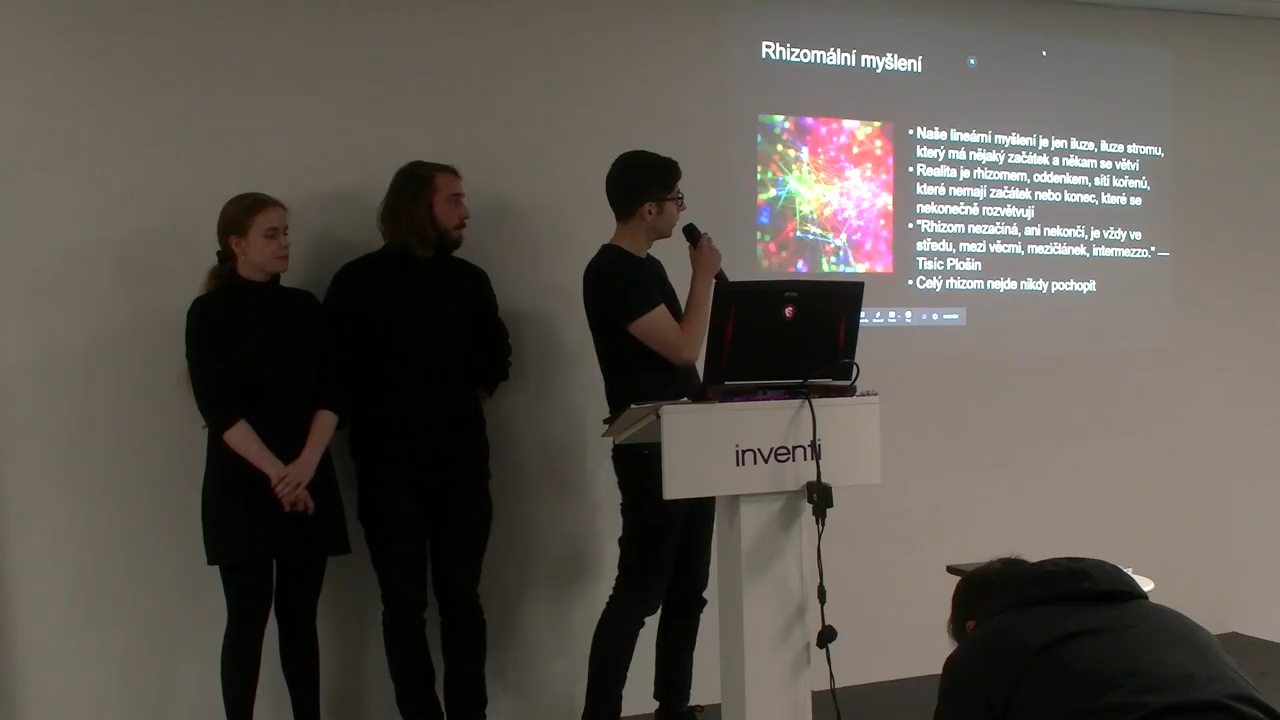 Rhizomální myšlení
▪ Naše lineární myšlení je jen iluze, iluze stromu,
který má nějaký začátek a někam se větví
▪ Realita je rhizomem, oddenkem, sítí kořenů,
které nemají začátek nebo konec, které se
nekonečně rozvětvují
▪ "Rhizom nezačíná, ani nekončí, je vždy ve
středu, mezi věcmi, mezičlánek, intermezzo." —
Tisíc Plošin
▪ Celý rhizom nejde nikdy pochopit
inventi